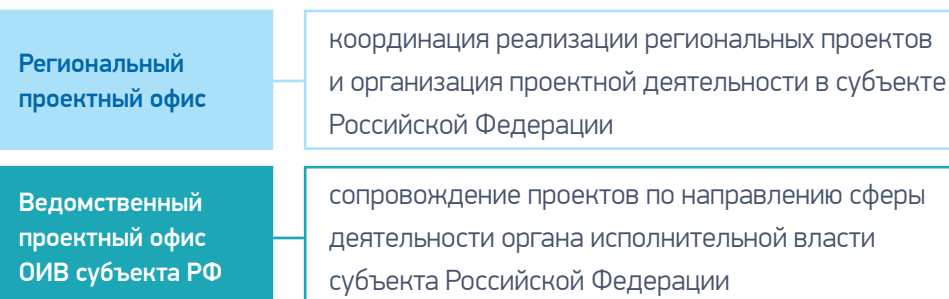 Региональный
проектный офис
координация реализации региональных проектов
и организация проектной деятельности в субъекте
Российской Федерации
Ведомственный
проектный офис
ОИВ субъекта РФ
сопровождение проектов по направлению сферы
деятельности органа исполнительной власти
субъекта Российской Федерации